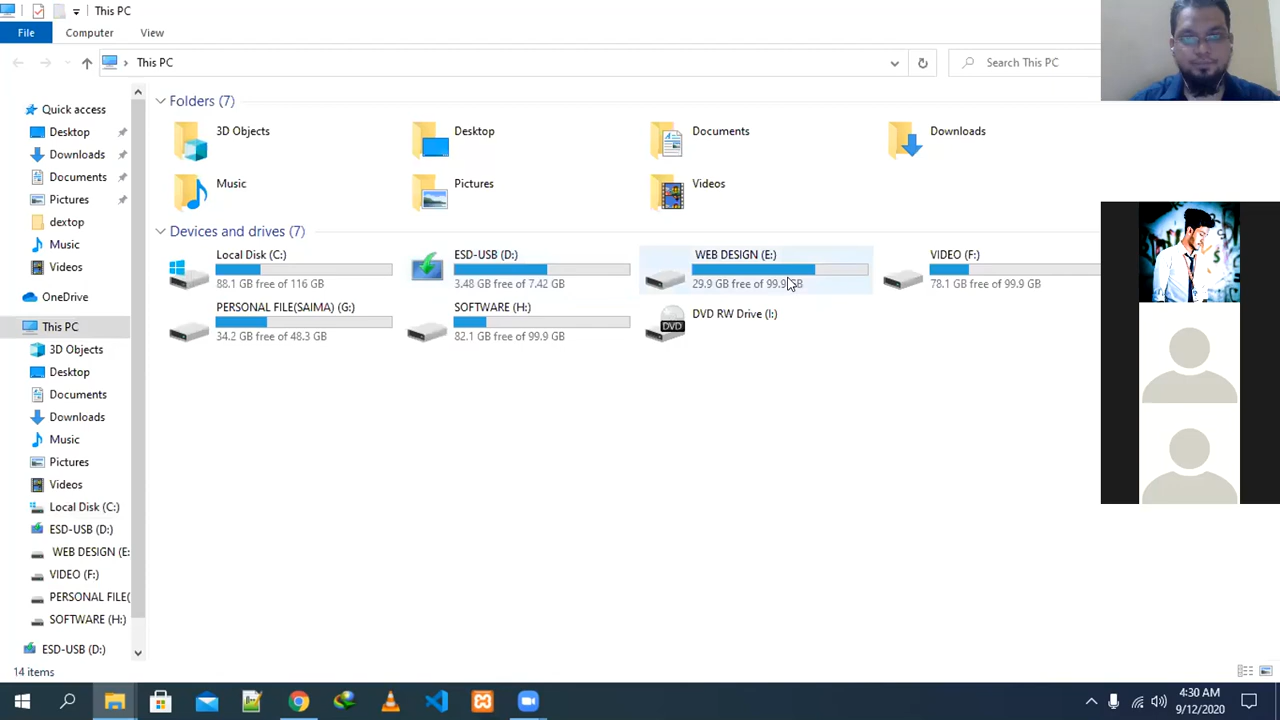 This PC
File Computer View
This PC
Search This PC
Quick access
Desktop
Downloads
Documents
Pictures
dextop
Music
Videos
OneDrive
This PC
3D Objects
Desktop
Documents
Downloads
Music
Pictures
Videos
Local Disk (C:)
ESD-USB (D:)
WEB DESIGN (E:
VIDEO (F:)
PERSONAL FILE(
SOFTWARE (H:)
ESD-USB (D:)
Folders (7)
3D Objects
Desktop
Documents
Downloads
Music
Pictures
Videos
Devices and drives (7)
Local Disk (C:)
88.1 GB free of 116 GB
ESD-USB (D:)
3.48 GB free of 7.42 GB
WEB DESIGN (E:)
29.9 GB free of 99.9 GB
VIDEO (F:)
78.1 GB free of 99.9 GB
PERSONAL FILE(SAIMA) (G:)
34.2 GB free of 48.3 GB
SOFTWARE (H:)
82.1 GB free of 99.9 GB
DVD
DVD RW Drive (I:)
14 items
4:30 AM
9/12/2020